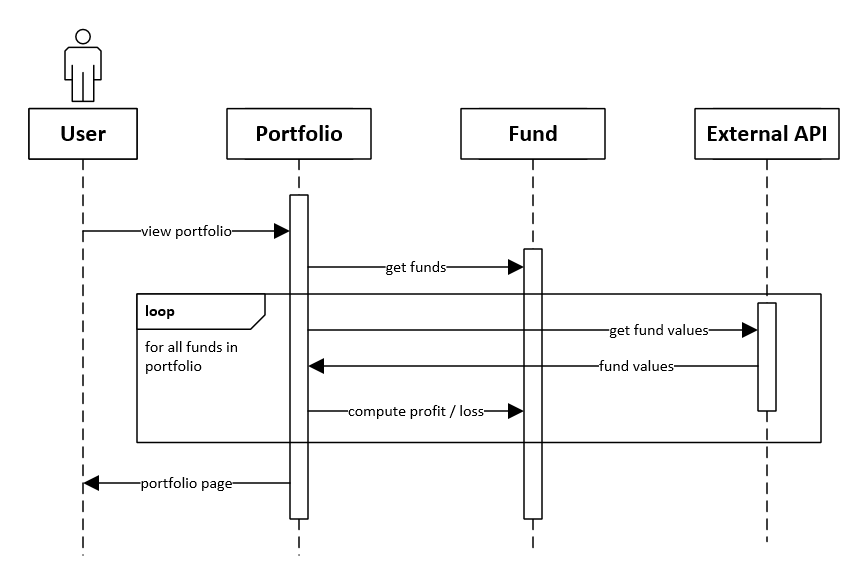 User
Portfolio
Fund
External API
view portfolio
get funds
loop
for all funds in
portfolio
get fund values
fund values
compute profit / loss
portfolio page